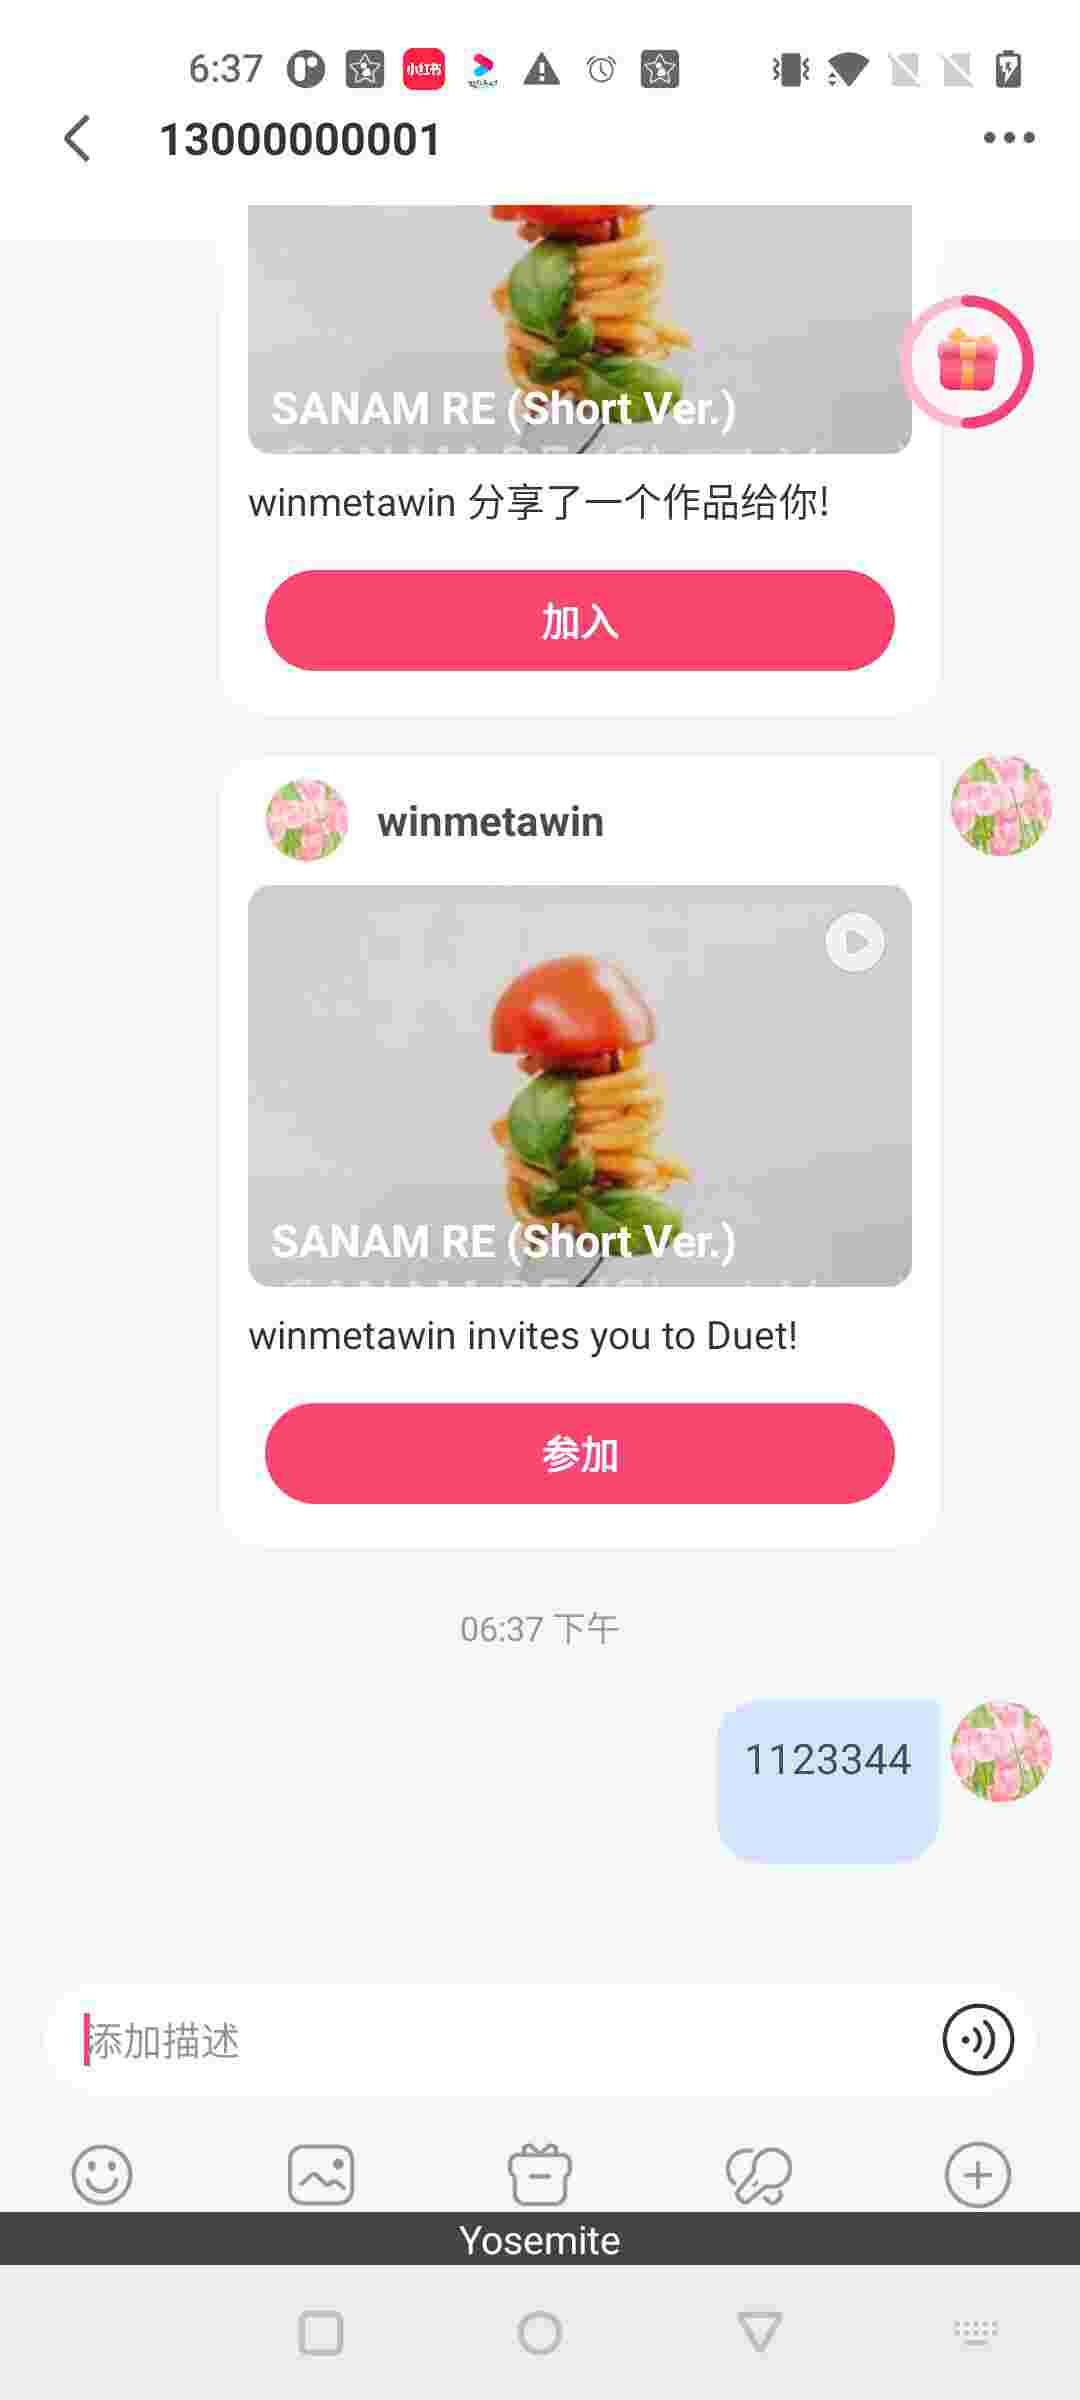 6:37
小红书
13000000001
SANAM RE (Short Ver.)
winmetawin 分享了一个作品给你!
加入
winmetawin
SANAM RE (Short Ver.)
winmetawin invites you to Duet!
参加
06:37 下午
1123344
添加描述
Yosemite